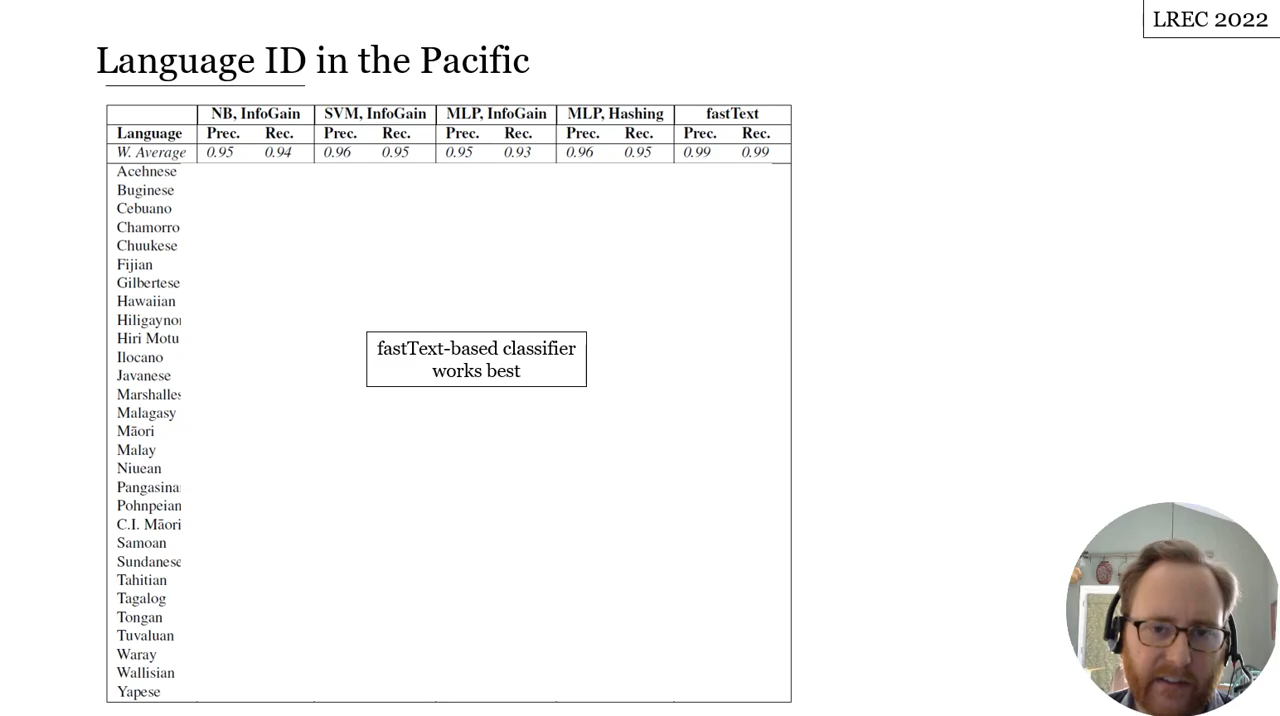 LREC 2022
Language ID in the Pacific
NB, InfoGain SVM, InfoGain MLP, InfoGain MLP, Hashing fastText
Language Prec. Rec. Prec. Rec. Prec. Rec. Prec. Rec. Prec. Rec.
W. Average 0.95 0.94 0.96 0.95 0.95 0.93 0.96 0.95 0.99 0.99
Acehnese
Buginese
Cebuano
Chamorro
Chuukese
Fijian
Gilbertese
Hawaiian
Hiligayno
Hiri Motu
Ilocano
Javanese
Marshalles
Malagasy
Māori
Malay
Niuean
Pangasina
Pohnpeian
C.I. Māori
Samoan
Sundanese
Tahitian
Tagalog
Tongan
Tuvaluan
Waray
Wallisian
Yapese
fastText-based classifier
works best